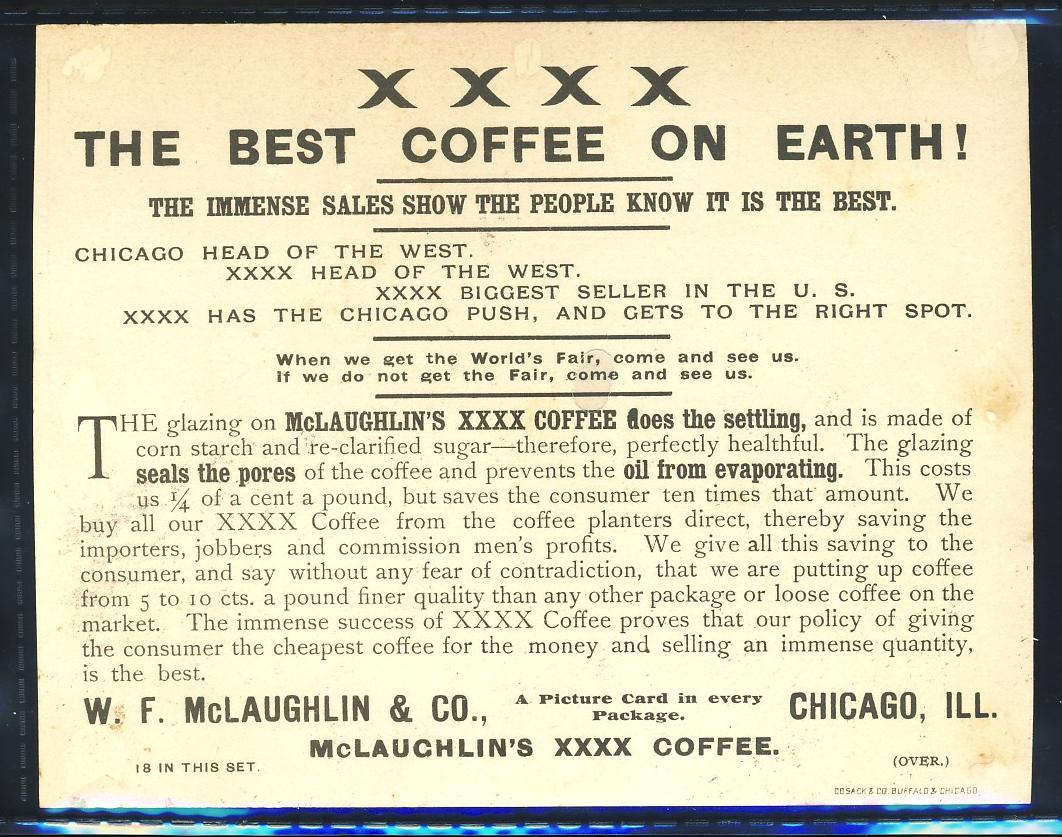 X X X X
THE BEST COFFEE ON EARTH!
THE IMMENSE SALES SHOW THE PEOPLE KNOW IT IS THE BEST.
CHICAGO HEAD OF THE WEST.
XXXX HEAD OF THE WEST.
XXXX BIGGEST SELLER IN THE U. S.
XXXX HAS THE CHICAGO PUSH, AND GETS TO THE RIGHT SPOT.
When we get the World's Fair, come and see us.
If we do not get the Fair, come and see us.
THE glazing on McLAUGHLIN'S XXXX COFFEE does the settling, and is made of
corn starch and re-clarified sugar—therefore, perfectly healthful. The glazing
seals the pores of the coffee and prevents the oil from evaporating. This costs
us ¼ of a cent a pound, but saves the consumer ten times that amount. We
buy all our XXXX Coffee from the coffee planters direct, thereby saving the
importers, jobbers and commission men's profits. We give all this saving to the
consumer, and say without any fear of contradiction, that we are putting up coffee
from 5 to 10 cts. a pound finer quality than any other package or loose coffee on the
market. The immense success of XXXX Coffee proves that our policy of giving
the consumer the cheapest coffee for the money and selling an immense quantity,
is the best.
W. F. McLAUGHLIN & CO., A Picture Card in every Package. CHICAGO, ILL.
McLAUGHLIN'S XXXX COFFEE.
18 IN THIS SET. (OVER.)
COSACK & CO. BUFFALO & CHICAGO